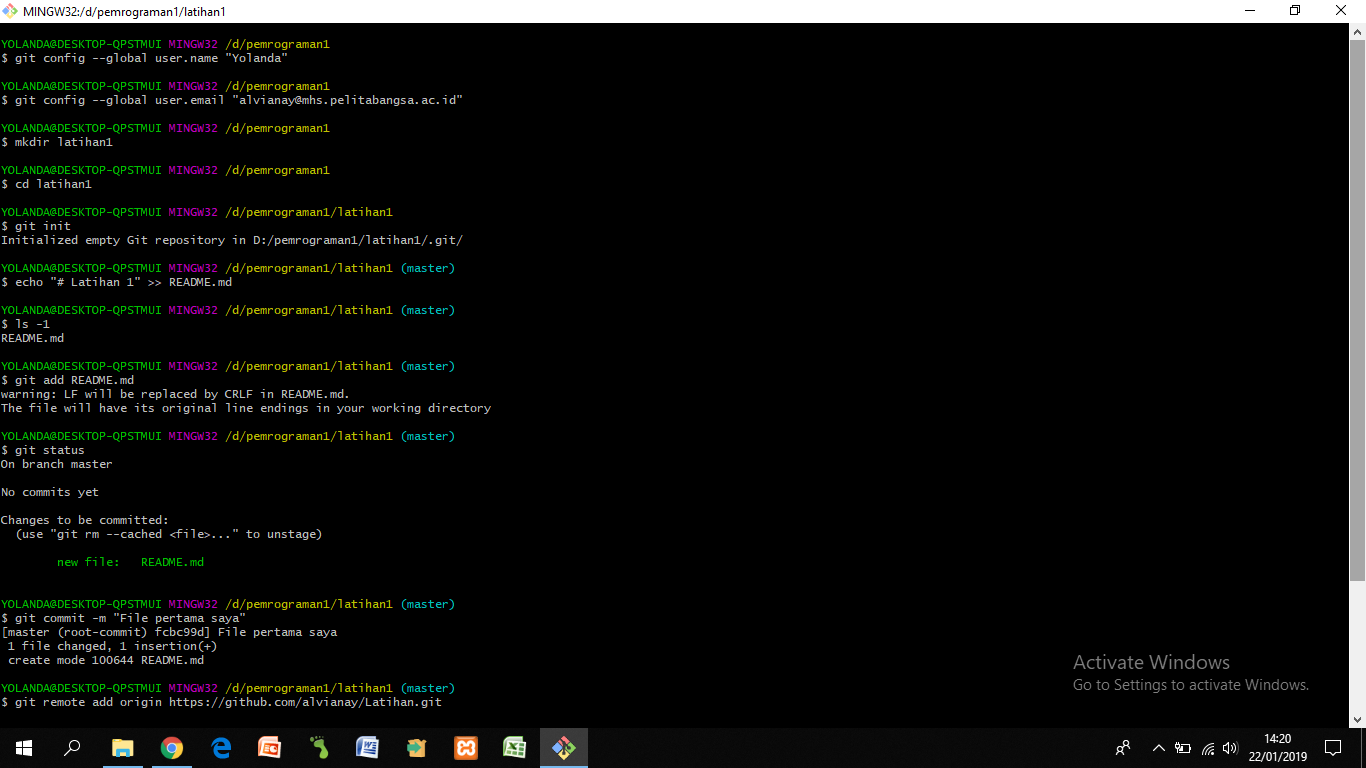 MINGW32:/d/pemrograman1/latihan1
YOLANDA@DESKTOP-QPSTMUI MINGW32 /d/pemrograman1
$ git config --global user.name "Yolanda"
YOLANDA@DESKTOP-QPSTMUI MINGW32 /d/pemrograman1
$ git config --global user.email "alvianay@mhs.pelitabangsa.ac.id"
YOLANDA@DESKTOP-QPSTMUI MINGW32 /d/pemrograman1
$ mkdir latihan1
YOLANDA@DESKTOP-QPSTMUI MINGW32 /d/pemrograman1
$ cd latihan1
YOLANDA@DESKTOP-QPSTMUI MINGW32 /d/pemrograman1/latihan1
$ git init
Initialized empty Git repository in D:/pemrograman1/latihan1/.git/
YOLANDA@DESKTOP-QPSTMUI MINGW32 /d/pemrograman1/latihan1 (master)
$ echo "# Latihan 1" >> README.md
YOLANDA@DESKTOP-QPSTMUI MINGW32 /d/pemrograman1/latihan1 (master)
$ ls -1
README.md
YOLANDA@DESKTOP-QPSTMUI MINGW32 /d/pemrograman1/latihan1 (master)
$ git add README.md
warning: LF will be replaced by CRLF in README.md.
The file will have its original line endings in your working directory
YOLANDA@DESKTOP-QPSTMUI MINGW32 /d/pemrograman1/latihan1 (master)
$ git status
On branch master
No commits yet
Changes to be committed:
(use "git rm --cached <file>..." to unstage)
new file: README.md
YOLANDA@DESKTOP-QPSTMUI MINGW32 /d/pemrograman1/latihan1 (master)
$ git commit -m "File pertama saya"
[master (root-commit) fcbc99d] File pertama saya
1 file changed, 1 insertion(+)
create mode 100644 README.md
YOLANDA@DESKTOP-QPSTMUI MINGW32 /d/pemrograman1/latihan1 (master)
$ git remote add origin https://github.com/alvianay/Latihan.git
Activate Windows
Go to Settings to activate Windows.
14:20
22/01/2019